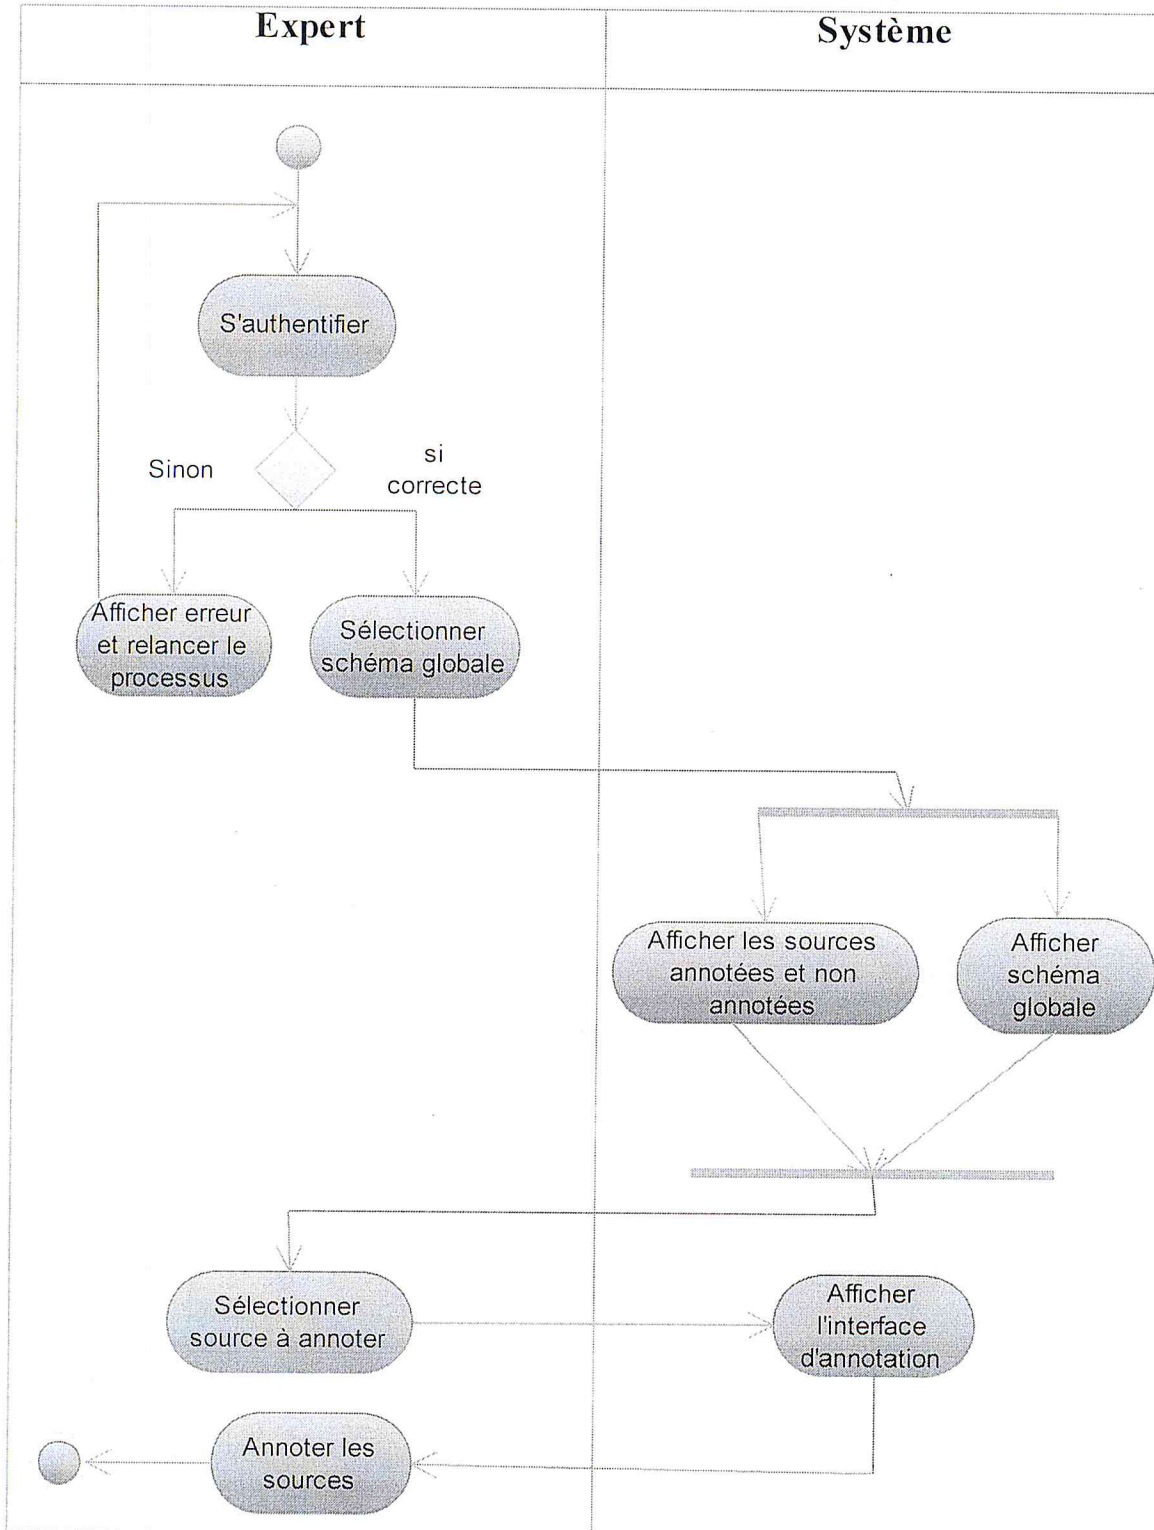 Expert
Système
S'authentifier
Sinon
si
correcte
Afficher erreur
et relancer le
processus
Sélectionner
schéma globale
Afficher les sources
annotées et non
annotées
Afficher
schéma
globale
Sélectionner
source à annoter
Afficher
l'interface
d'annotation
Annoter les
sources